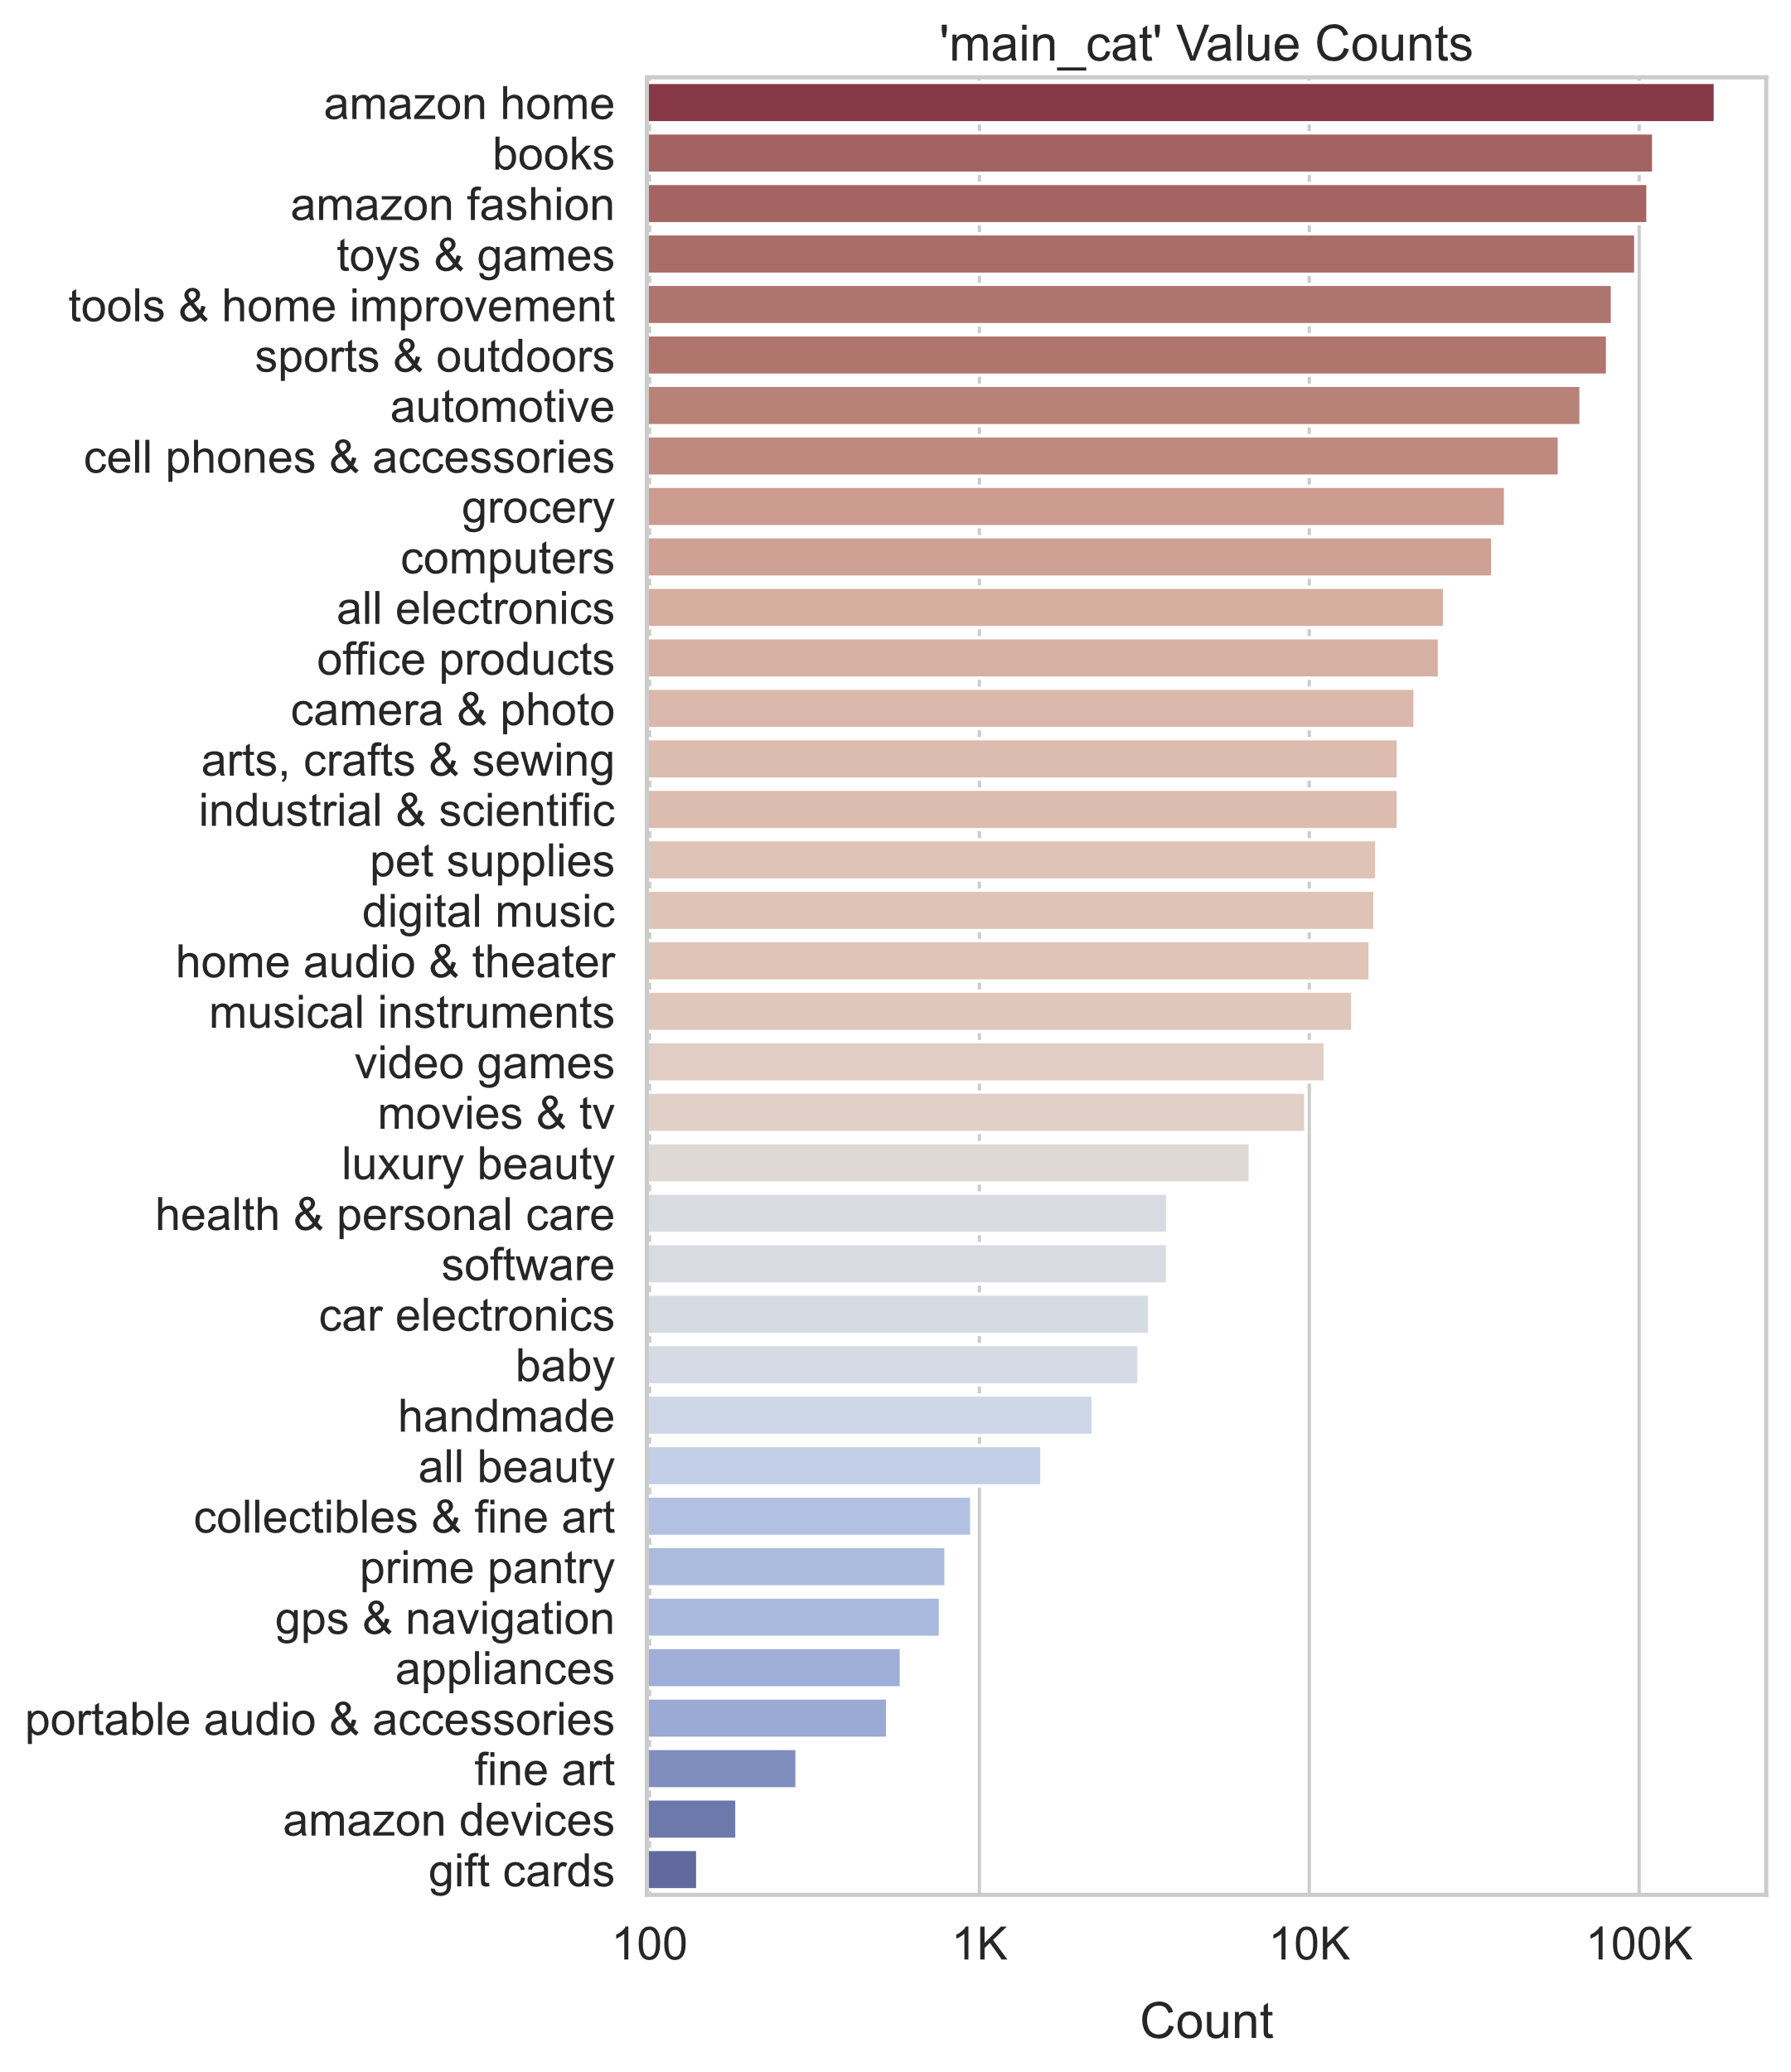 'main_cat' Value Counts
amazon home
books
amazon fashion
toys & games
tools & home improvement
sports & outdoors
automotive
cell phones & accessories
grocery
computers
all electronics
office products
camera & photo
arts, crafts & sewing
industrial & scientific
pet supplies
digital music
home audio & theater
musical instruments
video games
movies & tv
luxury beauty
health & personal care
software
car electronics
baby
handmade
all beauty
collectibles & fine art
prime pantry
gps & navigation
appliances
portable audio & accessories
fine art
amazon devices
gift cards
100 1K 10K 100K
Count